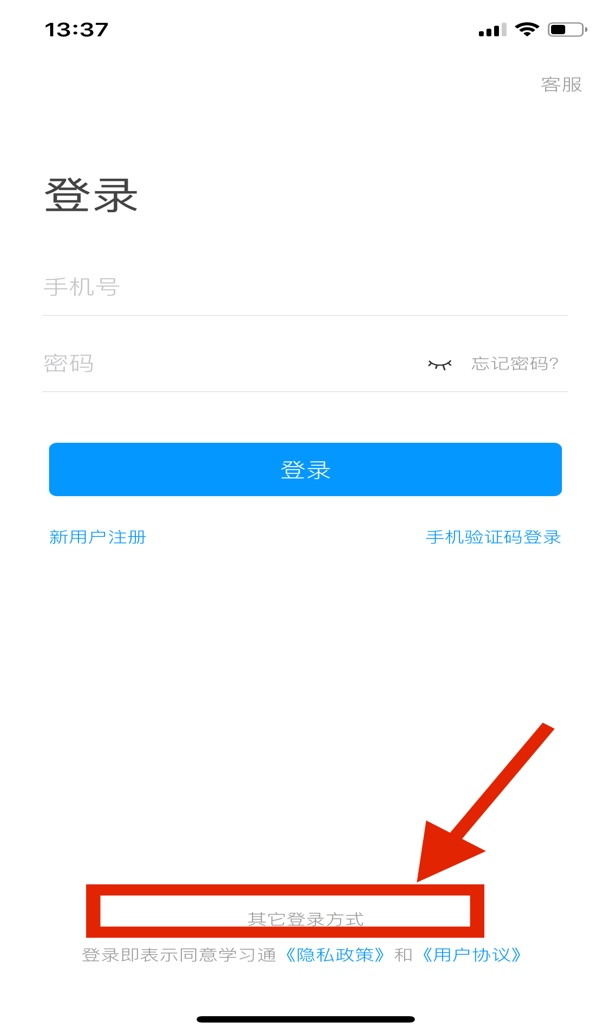 13:37
客服
登录
手机号
密码 忘记密码?
登录
新用户注册 手机验证码登录
其它登录方式
登录即表示同意学习通《隐私政策》和《用户协议》